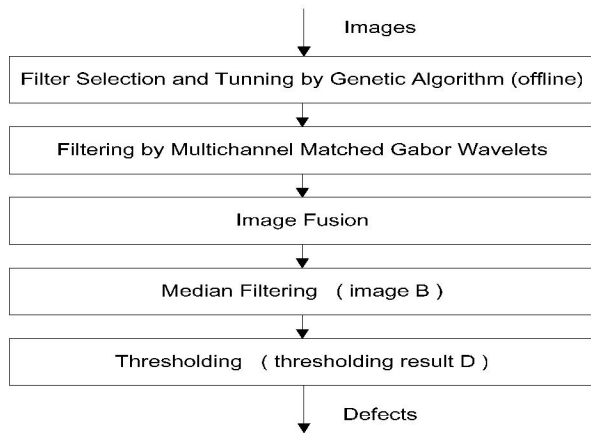 Images
Filter Selection and Tunning by Genetic Algorithm (offline)
Filtering by Multichannel Matched Gabor Wavelets
Image Fusion
Median Filtering ( image B )
Thresholding ( thresholding result D )
Defects